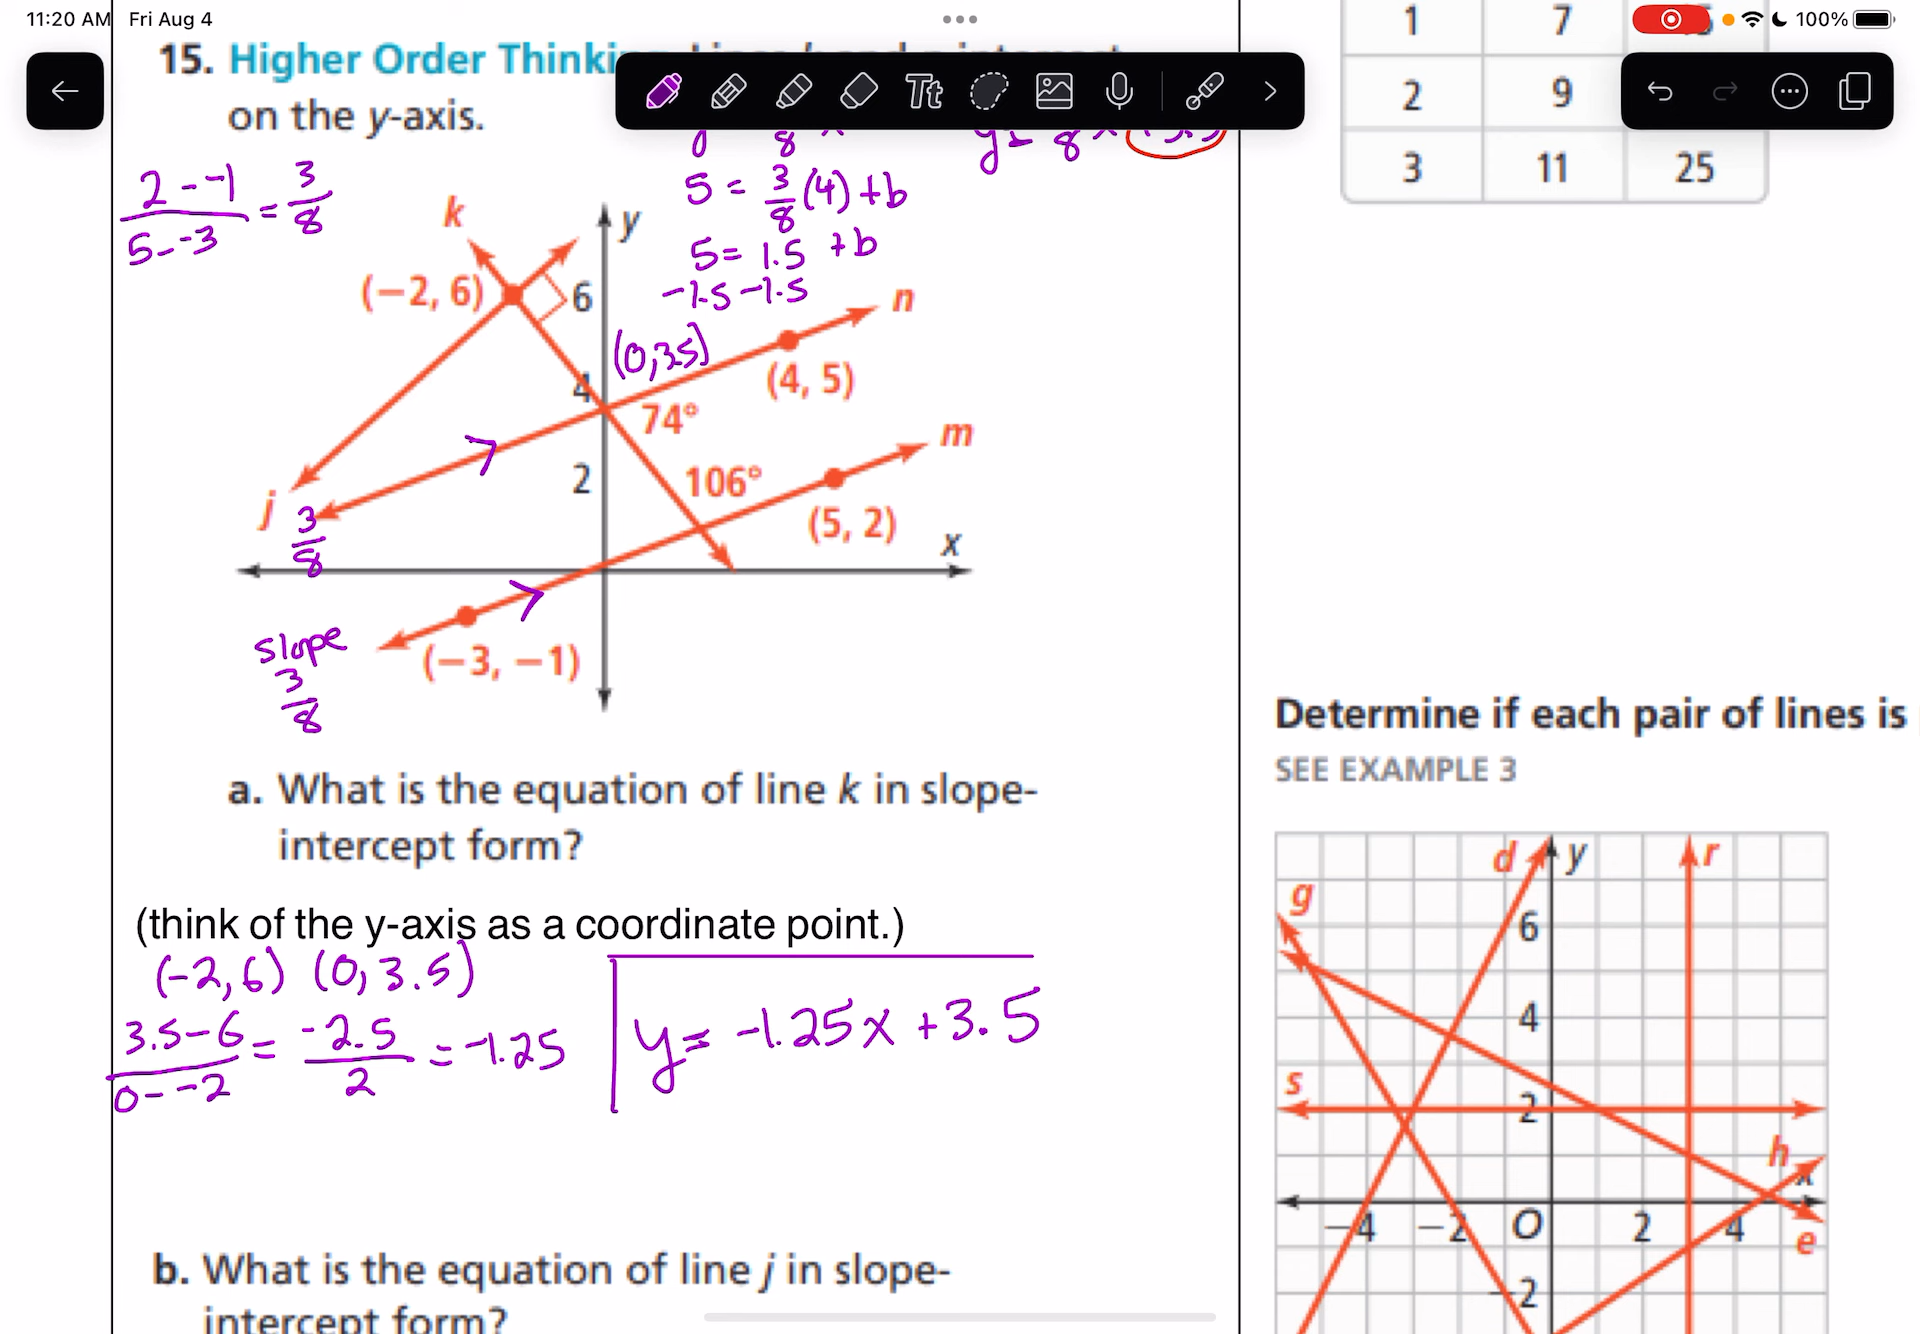 11:20 AM Fri Aug 4
100%
15. Higher Order Thinki
on the y-axis.
Tt
2 - -1 / 5 - -3 = 3/8
8
y = 8 x
5 = 3/8 (4) + b
5 = 1.5 + b
-1.5 -1.5
k
y
(−2, 6)
6
n
(0,3.5)
4
(4, 5)
74°
m
2
106°
j
3/8
(5, 2)
x
slope
3/8
(−3, −1)
a. What is the equation of line k in slope-
intercept form?
(think of the y-axis as a coordinate point.)
(-2,6) (0,3.5)
3.5-6 / 0--2 = -2.5 / 2 = -1.25
y = -1.25x + 3.5
b. What is the equation of line j in slope-
intercept form?
1 7
2 9
3 11 25
Determine if each pair of lines is
SEE EXAMPLE 3
d y r
g
6
4
s
2
h
x
−4 −2 O 2 4
e
−2